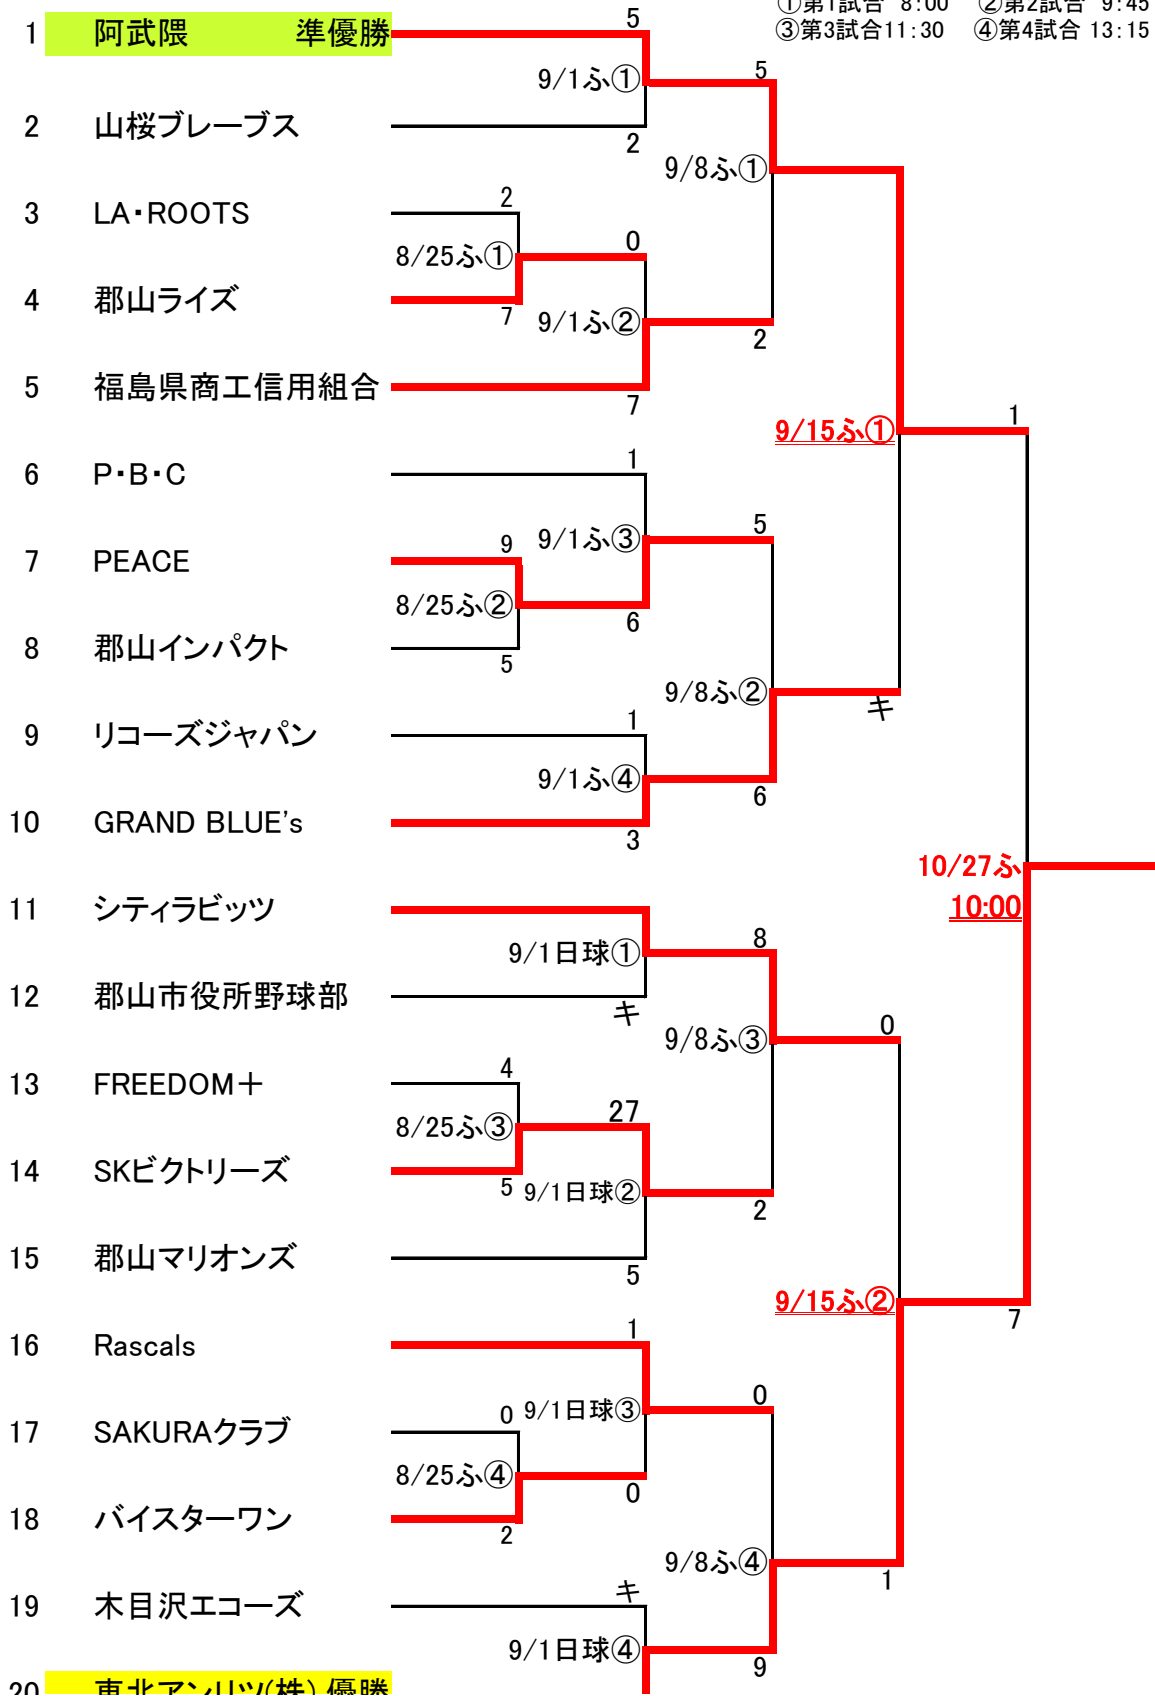 ①第1試合 8:00 ②第2試合 9:45
③第3試合11:30 ④第4試合 13:15
1 阿武隈 準優勝
5
9/1ふ①
5
2 山桜ブレーブス
2
9/8ふ①
3 LA・ROOTS
2
8/25ふ①
0
4 郡山ライズ
7
9/1ふ②
2
5 福島県商工信用組合
7
9/15ふ①
1
6 P・B・C
1
9/1ふ③
5
7 PEACE
9
8/25ふ②
6
8 郡山インパクト
5
9/8ふ②
キ
9 リコーズジャパン
1
9/1ふ④
6
10 GRAND BLUE's
3
10/27ふ
10:00
11 シティラビッツ
9/1日球①
8
12 郡山市役所野球部
キ
9/8ふ③
0
13 FREEDOM＋
4
8/25ふ③
27
14 SKビクトリーズ
5
9/1日球②
2
15 郡山マリオンズ
5
9/15ふ②
7
16 Rascals
1
9/1日球③
0
17 SAKURAクラブ
0
8/25ふ④
0
18 バイスターワン
2
9/8ふ④
1
19 木目沢エコーズ
キ
9/1日球④
9
20 東北アンリツ(株) 優勝